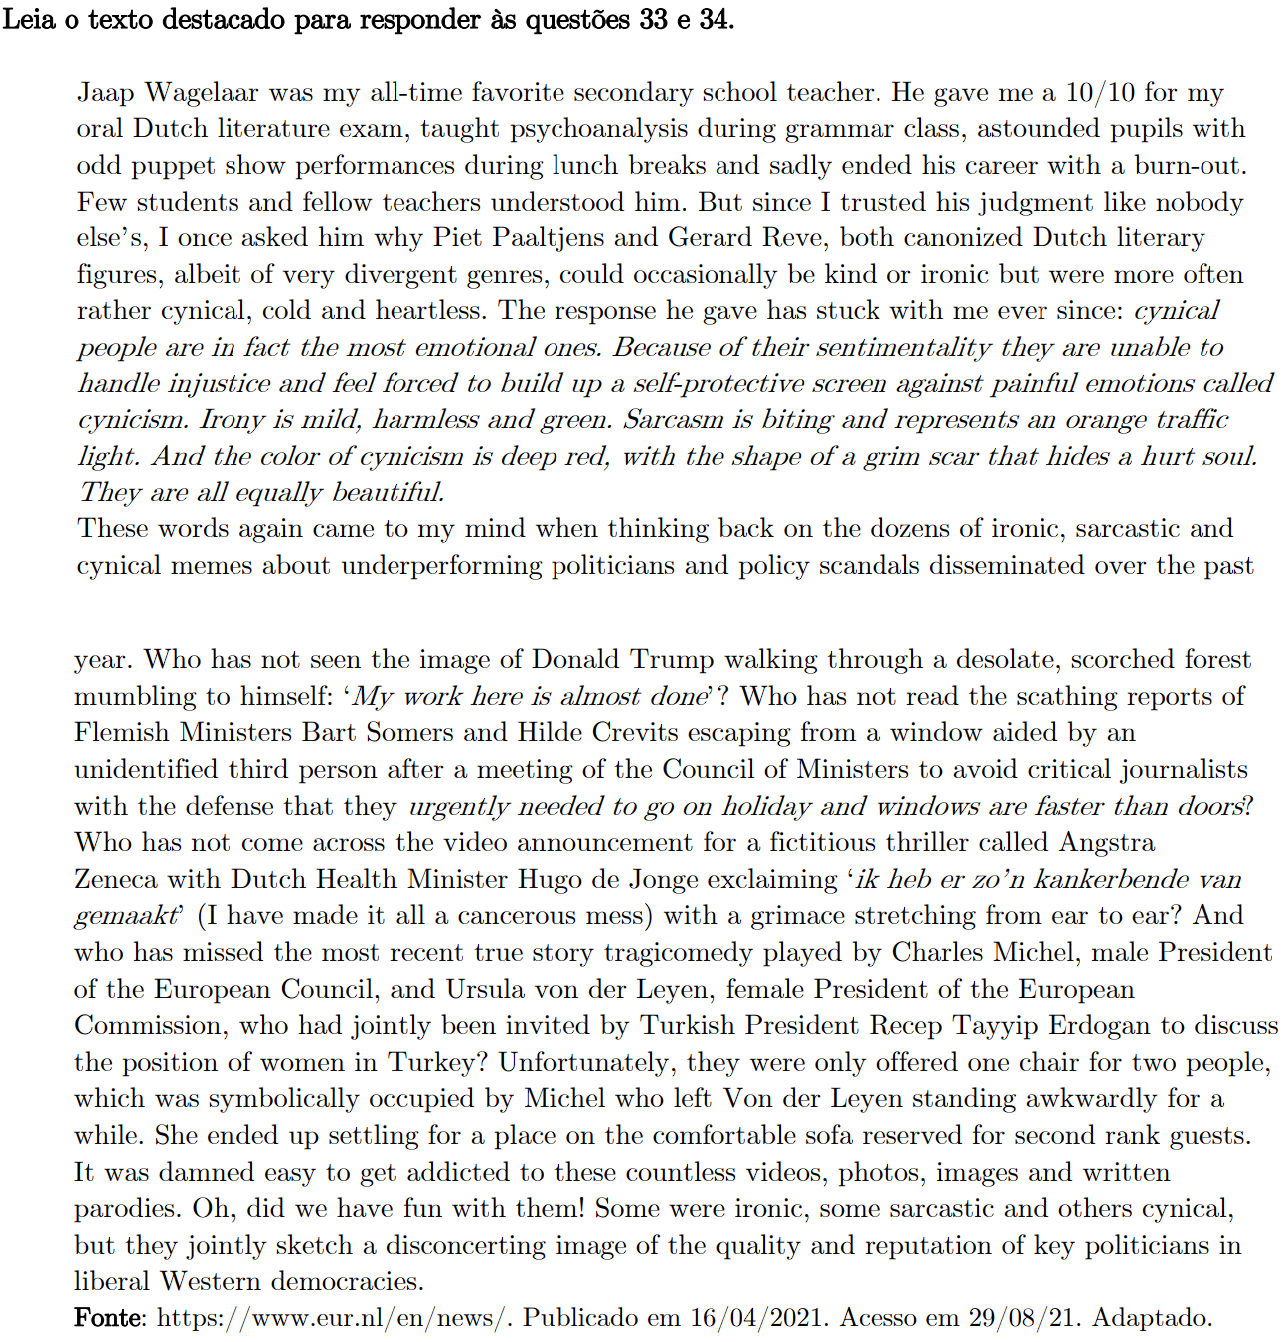 Leia o texto destacado para responder às questões 33 e 34.
Jaap Wagelaar was my all-time favorite secondary school teacher. He gave me a 10/10 for my
oral Dutch literature exam, taught psychoanalysis during grammar class, astounded pupils with
odd puppet show performances during lunch breaks and sadly ended his career with a burn-out.
Few students and fellow teachers understood him. But since I trusted his judgment like nobody
else's, I once asked him why Piet Paaltjens and Gerard Reve, both canonized Dutch literary
figures, albeit of very divergent genres, could occasionally be kind or ironic but were more often
rather cynical, cold and heartless. The response he gave has stuck with me ever since: cynical
people are in fact the most emotional ones. Because of their sentimentality they are unable to
handle injustice and feel forced to build up a self-protective screen against painful emotions called
cynicism. Irony is mild, harmless and green. Sarcasm is biting and represents an orange traffic
light. And the color of cynicism is deep red, with the shape of a grim scar that hides a hurt soul.
They are all equally beautiful.
These words again came to my mind when thinking back on the dozens of ironic, sarcastic and
cynical memes about underperforming politicians and policy scandals disseminated over the past
year. Who has not seen the image of Donald Trump walking through a desolate, scorched forest
mumbling to himself: 'My work here is almost done'? Who has not read the scathing reports of
Flemish Ministers Bart Somers and Hilde Crevits escaping from a window aided by an
unidentified third person after a meeting of the Council of Ministers to avoid critical journalists
with the defense that they urgently needed to go on holiday and windows are faster than doors?
Who has not come across the video announcement for a fictitious thriller called Angstra
Zeneca with Dutch Health Minister Hugo de Jonge exclaiming 'ik heb er zo'n kankerbende van
gemaakt' (I have made it all a cancerous mess) with a grimace stretching from ear to ear? And
who has missed the most recent true story tragicomedy played by Charles Michel, male President
of the European Council, and Ursula von der Leyen, female President of the European
Commission, who had jointly been invited by Turkish President Recep Tayyip Erdogan to discuss
the position of women in Turkey? Unfortunately, they were only offered one chair for two people,
which was symbolically occupied by Michel who left Von der Leyen standing awkwardly for a
while. She ended up settling for a place on the comfortable sofa reserved for second rank guests.
It was damned easy to get addicted to these countless videos, photos, images and written
parodies. Oh, did we have fun with them! Some were ironic, some sarcastic and others cynical,
but they jointly sketch a disconcerting image of the quality and reputation of key politicians in
liberal Western democracies.
Fonte: https://www.eur.nl/en/news/. Publicado em 16/04/2021. Acesso em 29/08/21. Adaptado.